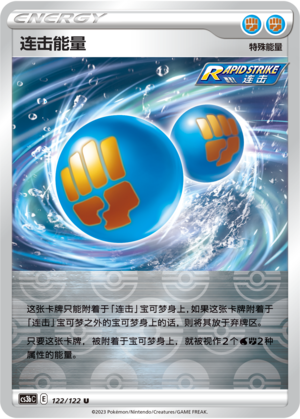 ENERGY
连击能量
特殊能量
RAPID STRIKE
连击
这张卡牌只能附着于「连击」宝可梦身上,如果这张卡牌附着于
「连击」宝可梦之外的宝可梦身上的话,则将其放于弃牌区。
只要这张卡牌,被附着于宝可梦身上,就被视作2个
属性的能量。
cs3b C E 122/122 U
©2023 Pokémon/Nintendo/Creatures/GAME FREAK.